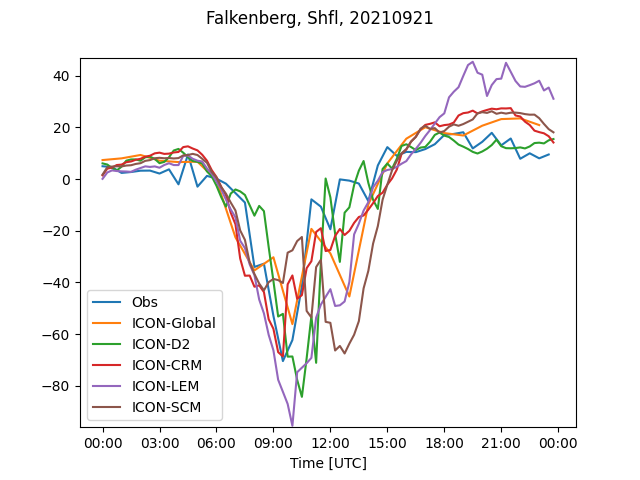 Falkenberg, Shfl, 20210921
40
20
0
−20
−40
−60
−80
Obs
ICON-Global
ICON-D2
ICON-CRM
ICON-LEM
ICON-SCM
00:00 03:00 06:00 09:00 12:00 15:00 18:00 21:00 00:00
Time [UTC]